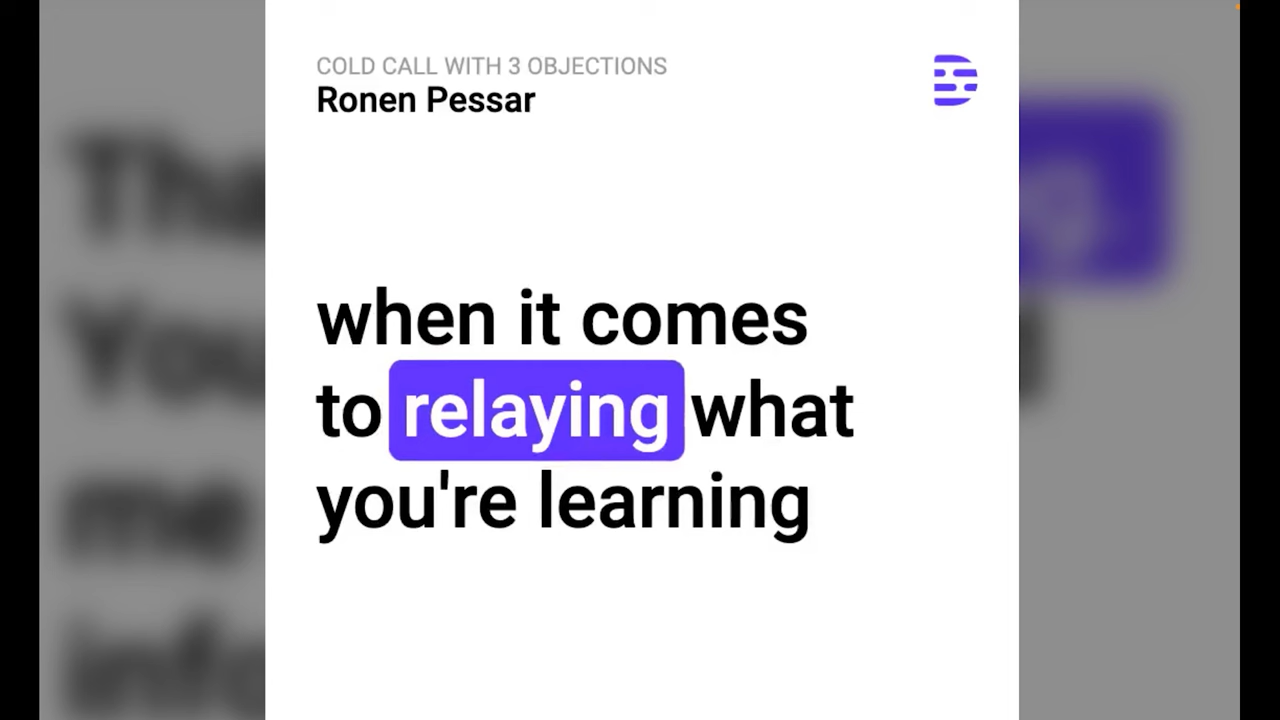 COLD CALL WITH 3 OBJECTIONS
Ronen Pessar
when it comes
to relaying what
you're learning